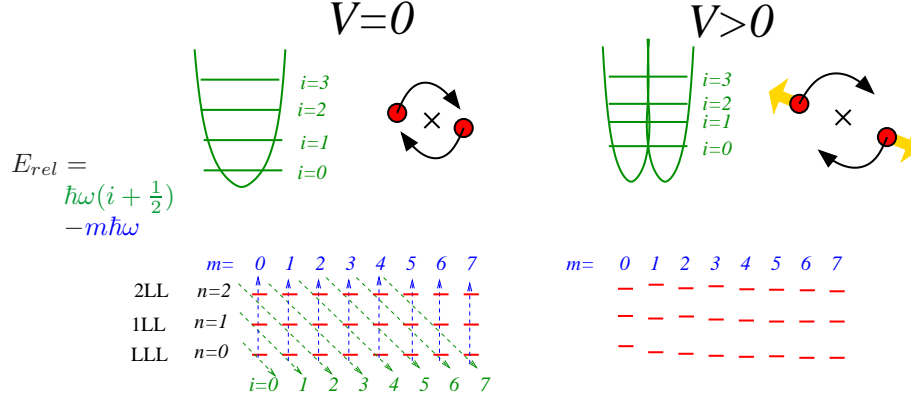 V=0
V>0
i=3
i=2
i=1
i=0
i=3
i=2
i=1
i=0
E_{rel} =
ħω(i + 1/2)
−mħω
m= 0 1 2 3 4 5 6 7
2LL n=2
1LL n=1
LLL n=0
i=0 1 2 3 4 5 6 7
m= 0 1 2 3 4 5 6 7